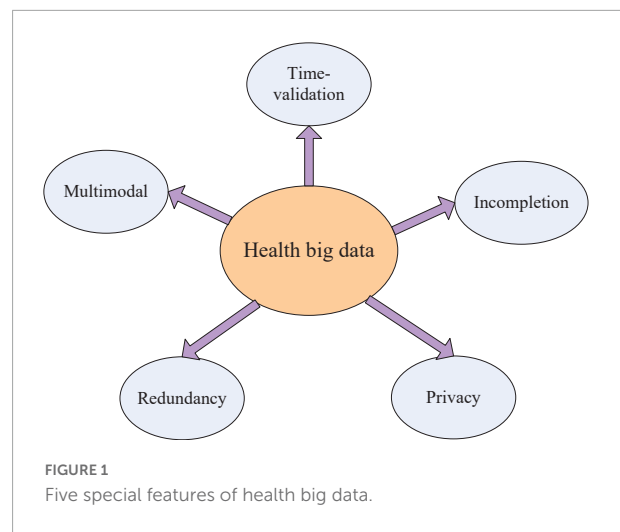 Time-
validation
Multimodal
Incompletion
Health big data
Redundancy
Privacy
FIGURE 1
Five special features of health big data.